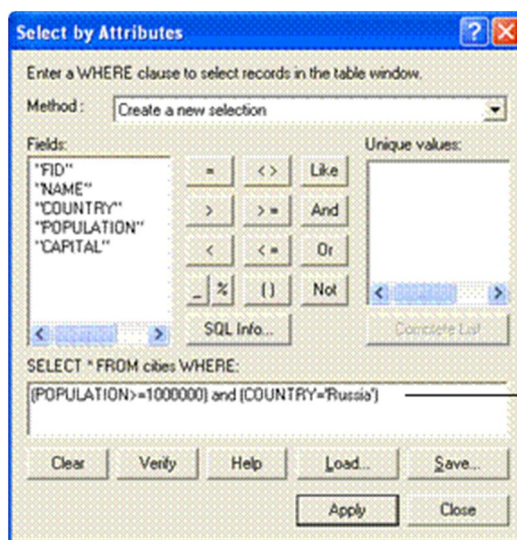 Select by Attributes
Enter a WHERE clause to select records in the table window.
Method : Create a new selection
Fields: Unique values:
"FID" = <> Like
"NAME"
"COUNTRY" > >= And
"POPULATION"
"CAPITAL" < <= Or
_ % () Not
SQL Info... Complete List
SELECT * FROM cities WHERE:
(POPULATION>=1000000) and (COUNTRY='Russia')
Clear Verify Help Load... Save...
Apply Close